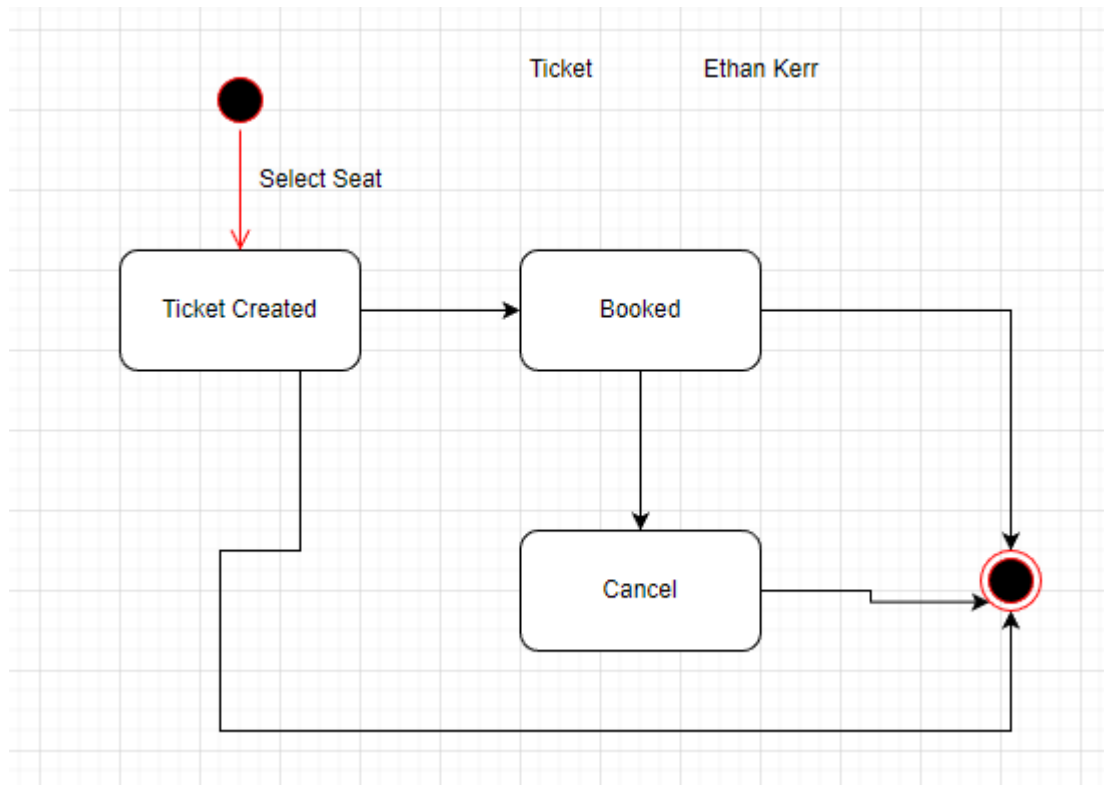 Ticket
Ethan Kerr
Select Seat
Ticket Created
Booked
Cancel